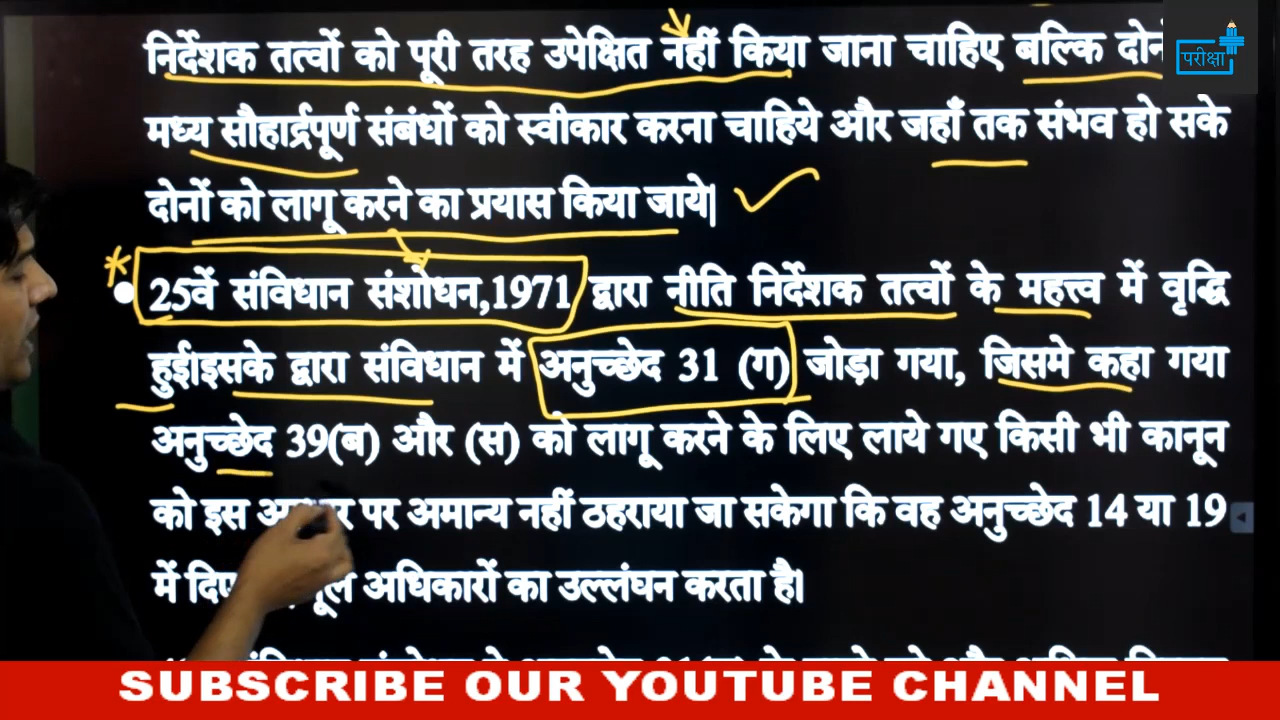 निर्देशक तत्वों को पूरी तरह उपेक्षित नहीं किया जाना चाहिए बल्कि
परीक्षा
मध्य सौहार्द्रपूर्ण संबंधों को स्वीकार करना चाहिये और जहाँ तक संभव हो सके
दोनों को लागू करने का प्रयास किया जाये|
25वें संविधान संशोधन,1971 द्वारा नीति निर्देशक तत्वों के महत्त्व में वृद्धि
हुई।इसके द्वारा संविधान में अनुच्छेद 31 (ग) जोड़ा गया, जिसमे कहा गया
अनुच्छेद 39(ब) और (स) को लागू करने के लिए लाये गए किसी भी कानून
को इस पर अमान्य नहीं ठहराया जा सकेगा कि वह अनुच्छेद 14 या 19
में अधिकारों का उल्लंघन करता है।
SUBSCRIBE OUR YOUTUBE CHANNEL